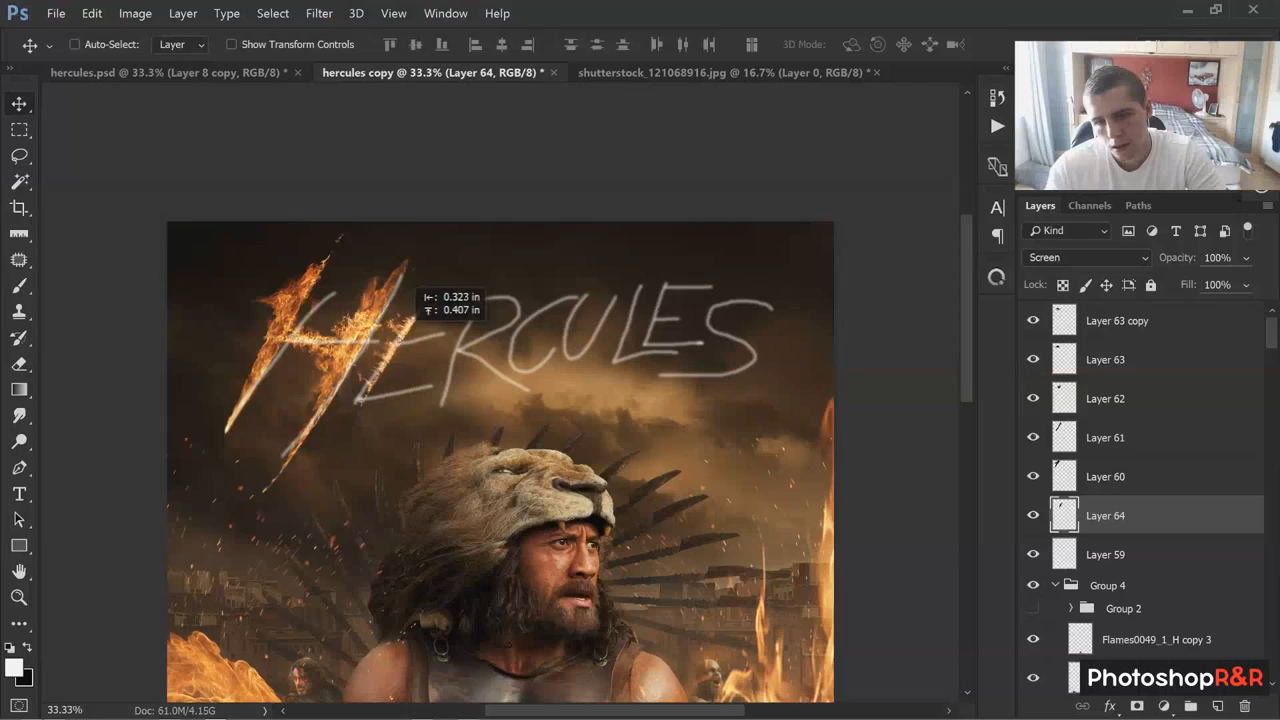 Ps File Edit Image Layer Type Select Filter 3D View Window Help
Auto-Select: Layer Show Transform Controls 3D Mode:
hercules.psd @ 33.3% (Layer 8 copy, RGB/8) * × hercules copy @ 33.3% (Layer 64, RGB/8) * × shutterstock_121068916.jpg @ 16.7% (Layer 0, RGB/8) * ×
HERCULES
0.323 in
0.407 in
Layers Channels Paths
Kind
Screen Opacity: 100%
Lock: Fill: 100%
Layer 63 copy
Layer 63
Layer 62
Layer 61
Layer 60
Layer 64
Layer 59
Group 4
Group 2
Flames0049_1_H copy 3
PhotoshopR&R
33.33% Doc: 61.0M/4.15G